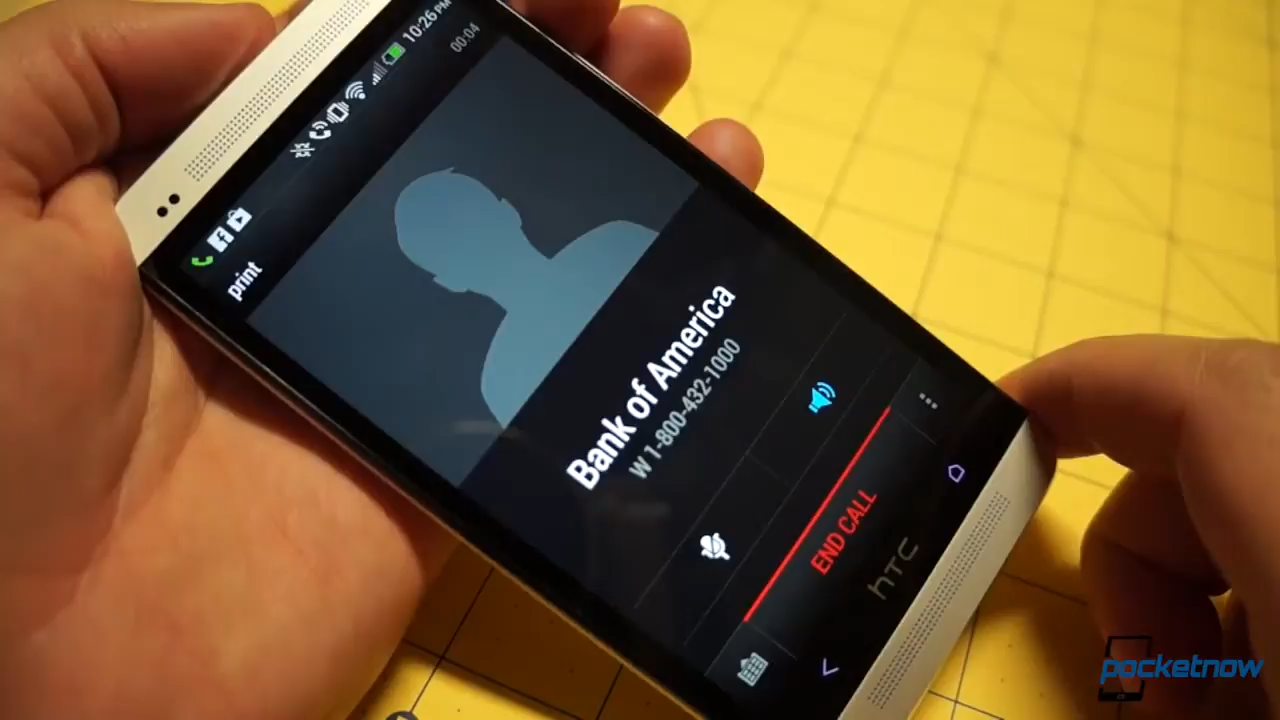 10:26 PM
00:04
print
Bank of America
W 1-800-432-1000
END CALL
hTC
pocketnow